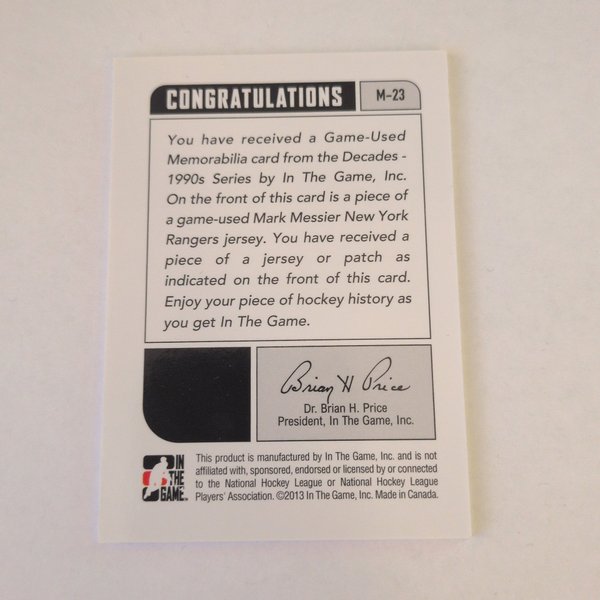 CONGRATULATIONS
M-23
You have received a Game-Used
Memorabilia card from the Decades -
1990s Series by In The Game, Inc.
On the front of this card is a piece of
a game-used Mark Messier New York
Rangers jersey. You have received a
piece of a jersey or patch as
indicated on the front of this card.
Enjoy your piece of hockey history as
you get In The Game.
Brian H Price
Dr. Brian H. Price
President, In The Game, Inc.
IN
THE
GAME
This product is manufactured by In The Game, Inc. and is not
affiliated with, sponsored, endorsed or licensed by or connected
to the National Hockey League or National Hockey League
Players' Association. ©2013 In The Game, Inc. Made in Canada.